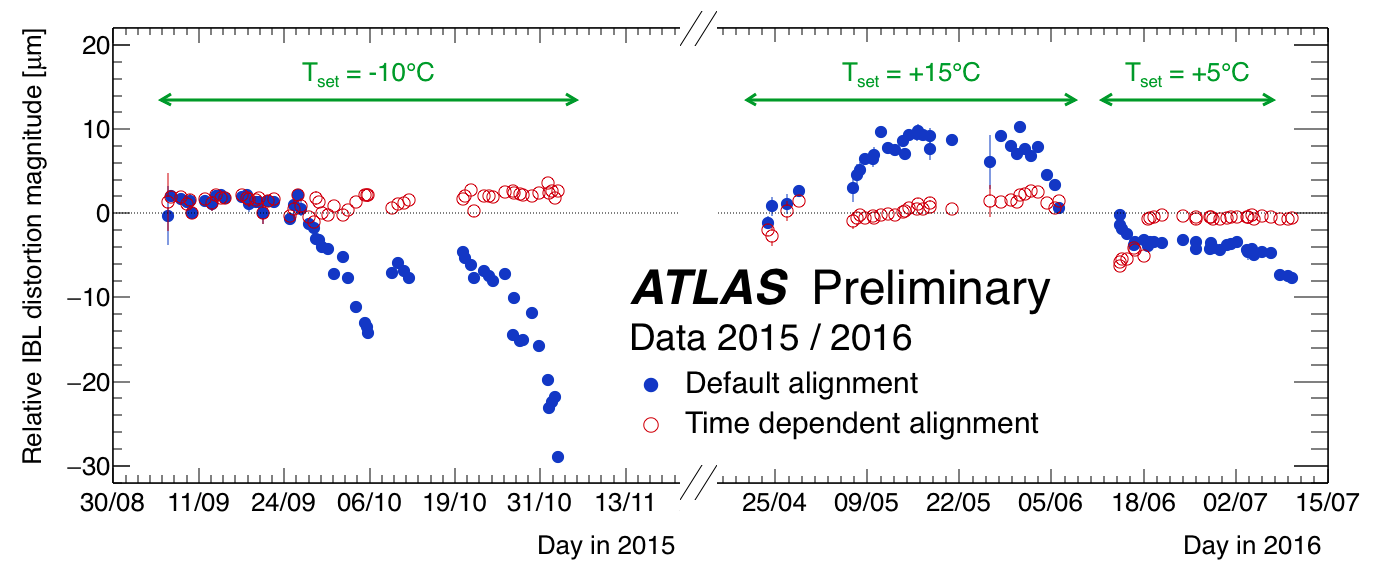 Relative IBL distortion magnitude [μm]
20
10
0
−10
−20
−30
T_set = -10°C
T_set = +15°C
T_set = +5°C
ATLAS Preliminary
Data 2015 / 2016
Default alignment
Time dependent alignment
30/08 11/09 24/09 06/10 19/10 31/10 13/11 25/04 09/05 22/05 05/06 18/06 02/07 15/07
Day in 2015 Day in 2016